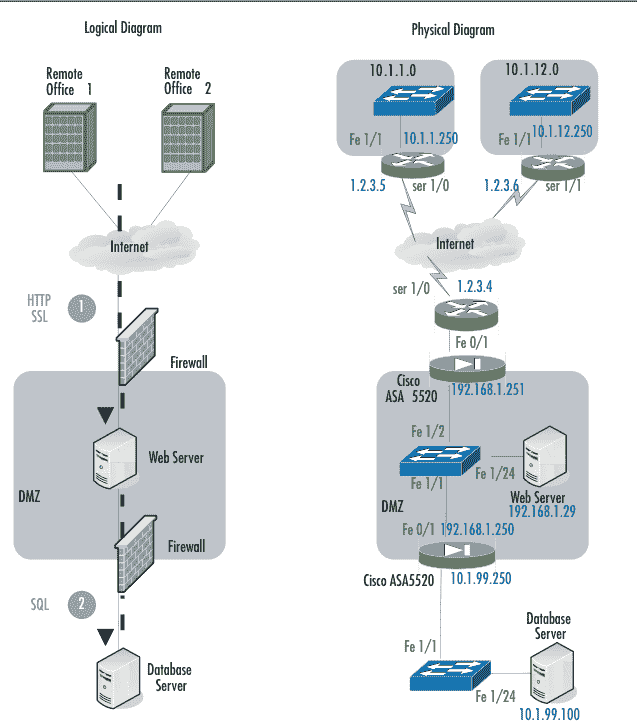 Logical Diagram
Remote
Office 1
Remote
Office 2
Internet
HTTP
SSL
1
Firewall
Web Server
DMZ
Firewall
SQL
2
Database
Server
Physical Diagram
10.1.1.0
10.1.12.0
Fe 1/1
10.1.1.250
Fe 1/1
10.1.12.250
1.2.3.5
ser 1/0
1.2.3.6
ser 1/1
Internet
ser 1/0
1.2.3.4
Fe 0/1
Cisco
ASA 5520
192.168.1.251
Fe 1/2
Fe 1/24
Fe 1/1
Web Server
192.168.1.29
DMZ
Fe 0/1
192.168.1.250
Cisco ASA5520
10.1.99.250
Database
Server
Fe 1/1
Fe 1/24
10.1.99.100